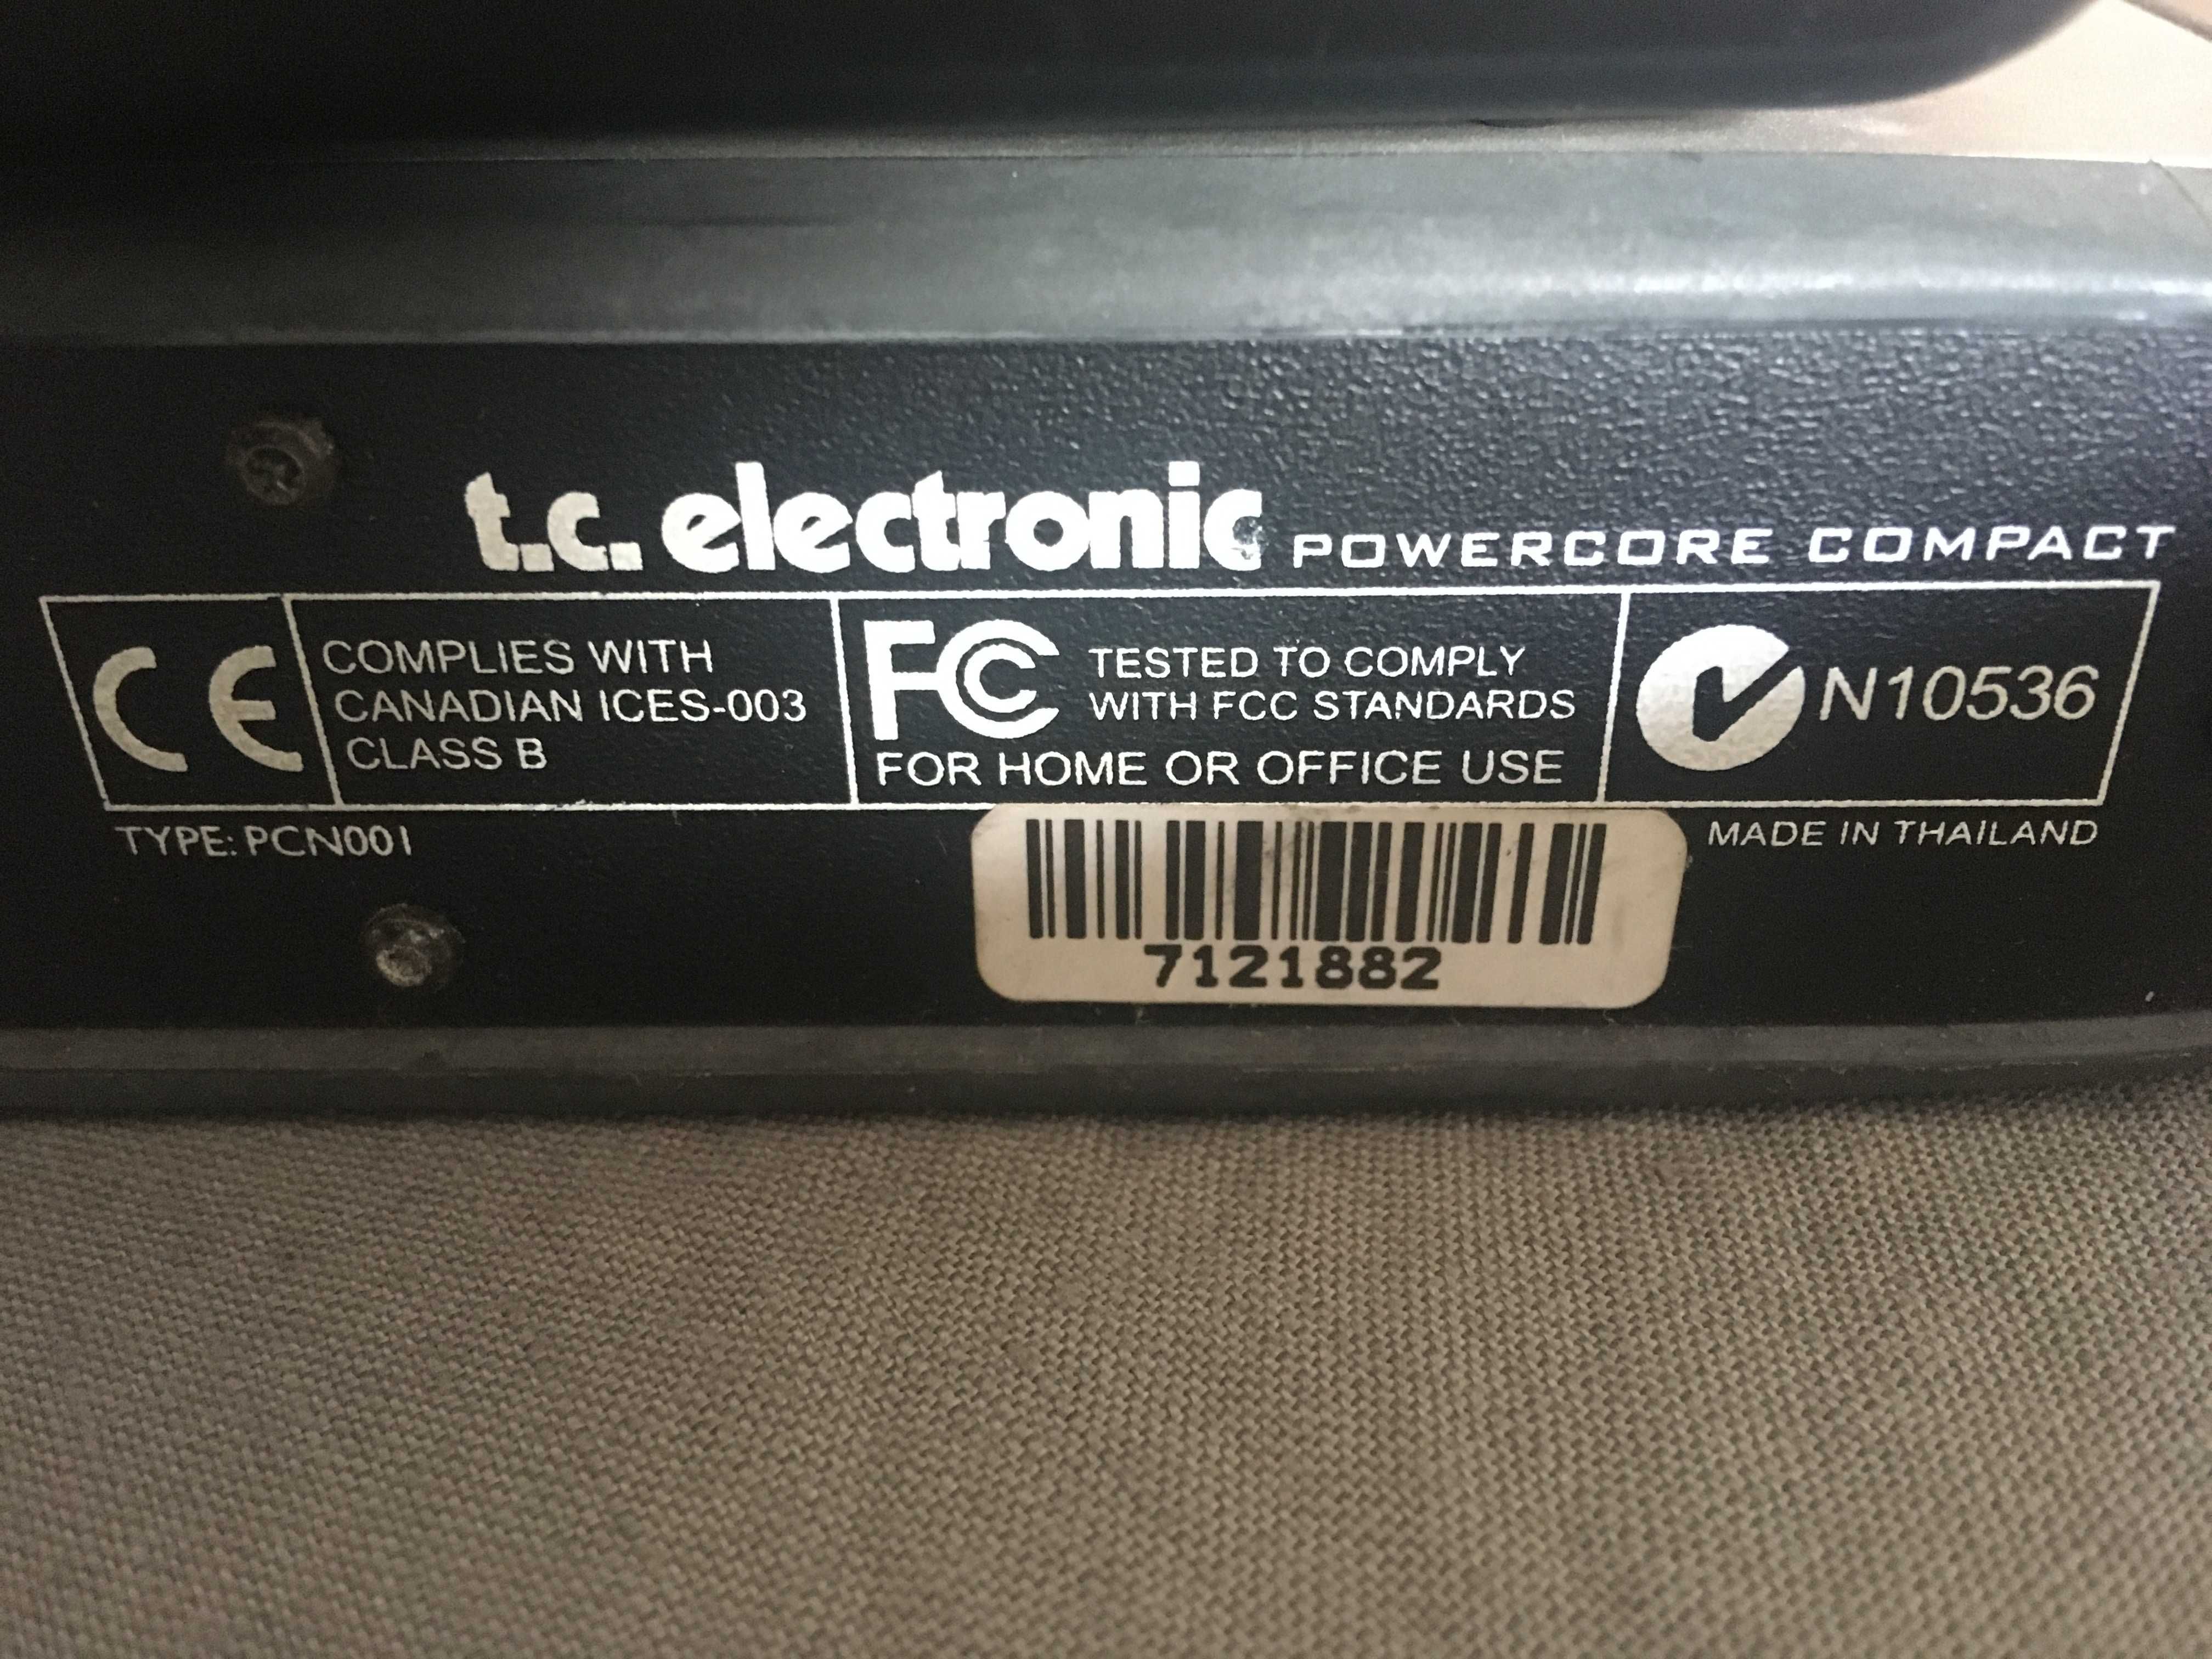 t.c. electronic POWERCORE COMPACT
CE
COMPLIES WITH
CANADIAN ICES-003
CLASS B
FC
TESTED TO COMPLY
WITH FCC STANDARDS
FOR HOME OR OFFICE USE
N10536
TYPE: PCN001
MADE IN THAILAND
7121882